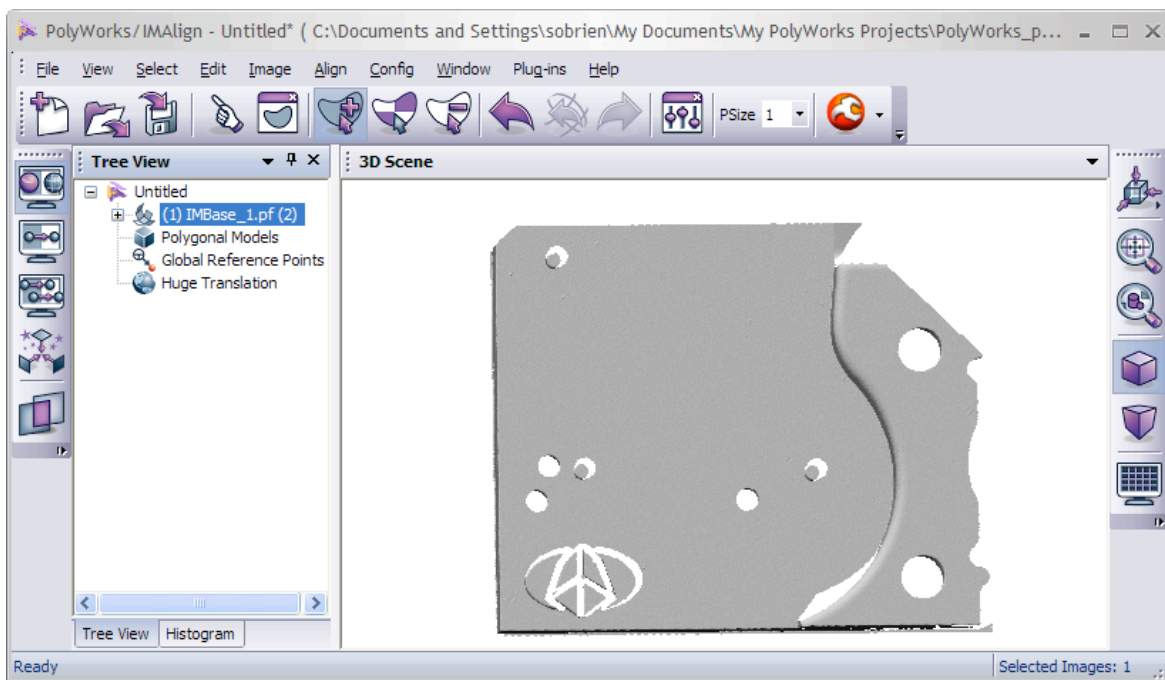 PolyWorks/IMAlign - Untitled* ( C:\Documents and Settings\sobrien\My Documents\My PolyWorks Projects\PolyWorks_p...
File View Select Edit Image Align Config Window Plug-ins Help
PSize 1
Tree View
3D Scene
Untitled
(1) IMBase_1.pf (2)
Polygonal Models
Global Reference Points
Huge Translation
Tree View Histogram
Ready Selected Images: 1